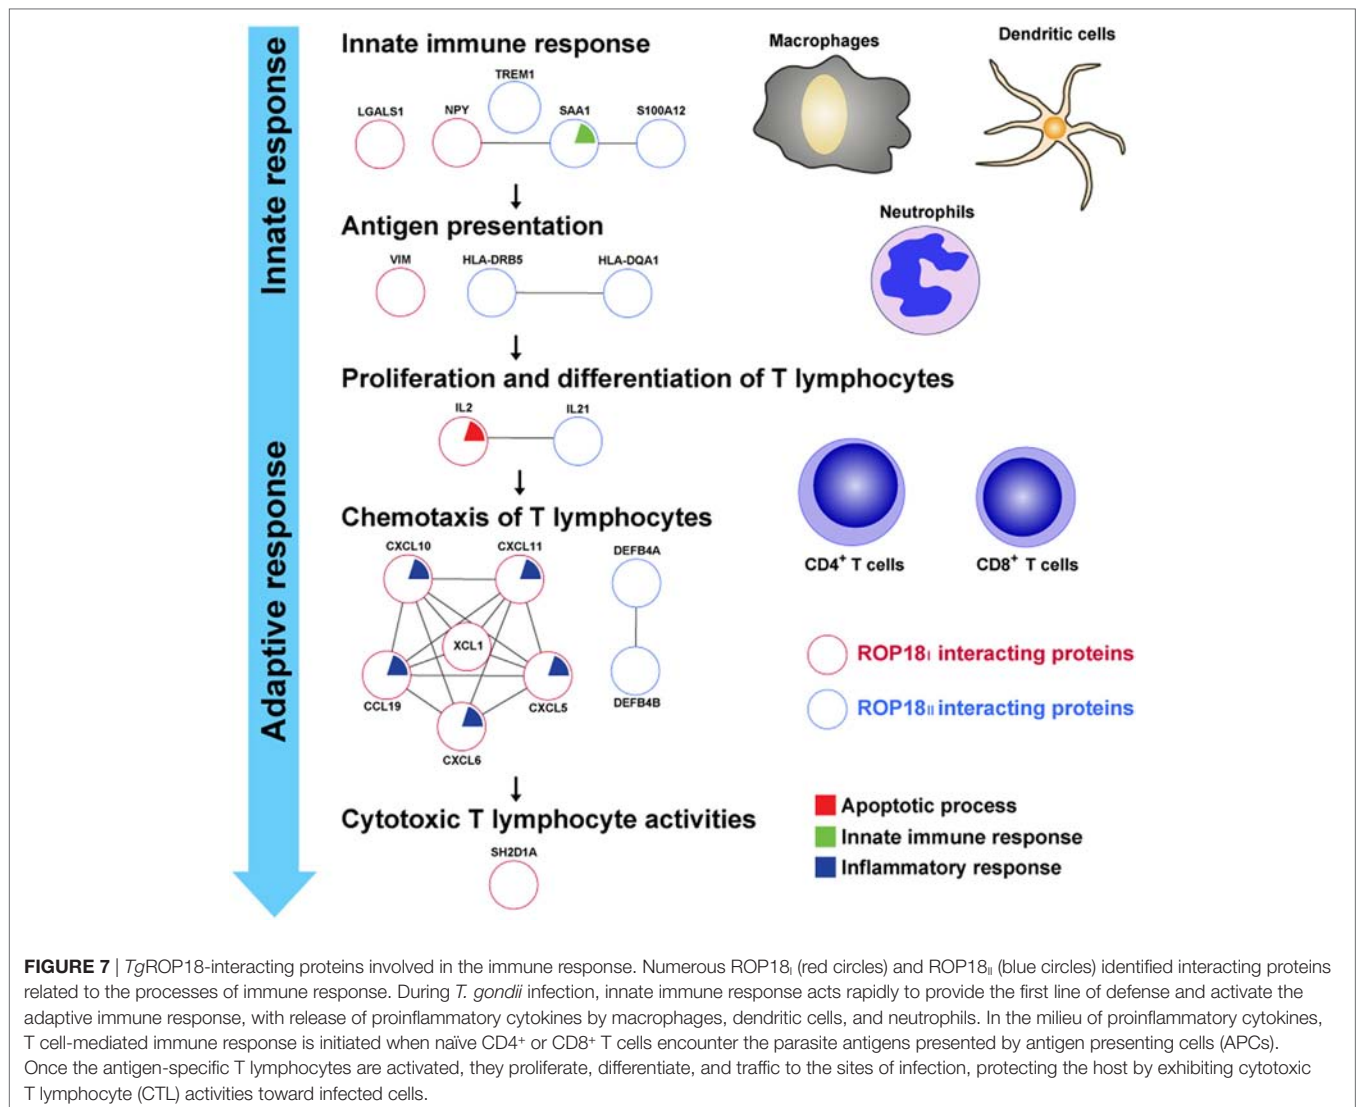 Innate response
Adaptive response
Innate immune response
TREM1
LGALS1
NPY
SAA1
S100A12
Antigen presentation
VIM
HLA-DRB5
HLA-DQA1
Proliferation and differentiation of T lymphocytes
IL2
IL21
Chemotaxis of T lymphocytes
CXCL10
CXCL11
DEFB4A
XCL1
CCL19
CXCL5
DEFB4B
CXCL6
Cytotoxic T lymphocyte activities
SH2D1A
Macrophages
Dendritic cells
Neutrophils
CD4⁺ T cells
CD8⁺ T cells
ROP18I interacting proteins
ROP18II interacting proteins
Apoptotic process
Innate immune response
Inflammatory response
FIGURE 7 | TgROP18-interacting proteins involved in the immune response. Numerous ROP18I (red circles) and ROP18II (blue circles) identified interacting proteins
related to the processes of immune response. During T. gondii infection, innate immune response acts rapidly to provide the first line of defense and activate the
adaptive immune response, with release of proinflammatory cytokines by macrophages, dendritic cells, and neutrophils. In the milieu of proinflammatory cytokines,
T cell-mediated immune response is initiated when naïve CD4⁺ or CD8⁺ T cells encounter the parasite antigens presented by antigen presenting cells (APCs).
Once the antigen-specific T lymphocytes are activated, they proliferate, differentiate, and traffic to the sites of infection, protecting the host by exhibiting cytotoxic
T lymphocyte (CTL) activities toward infected cells.